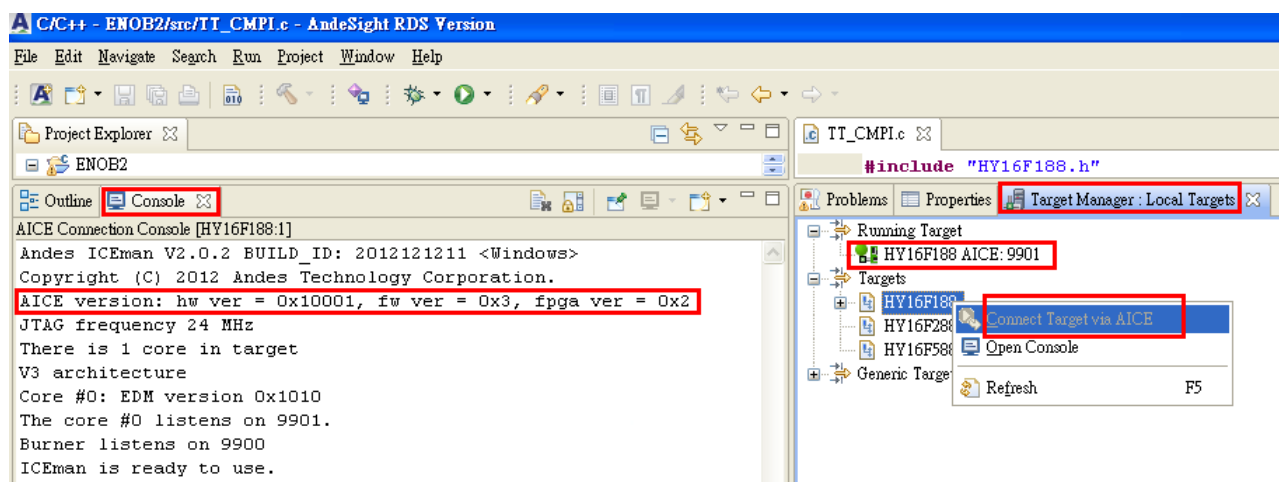 C/C++ - ENOB2/src/TT_CMPI.c - AndeSight RDS Version
File Edit Navigate Search Run Project Window Help
010
Project Explorer
ENOB2
Outline Console
AICE Connection Console [HY16F188:1]
Andes ICEman V2.0.2 BUILD_ID: 2012121211 <Windows>
Copyright (C) 2012 Andes Technology Corporation.
AICE version: hw ver = 0x10001, fw ver = 0x3, fpga ver = 0x2
JTAG frequency 24 MHz
There is 1 core in target
V3 architecture
Core #0: EDM version 0x1010
The core #0 listens on 9901.
Burner listens on 9900
ICEman is ready to use.
TT_CMPI.c
#include "HY16F188.h"
Problems Properties Target Manager : Local Targets
Running Target
HY16F188 AICE: 9901
Targets
HY16F188
HY16F288
HY16F588
Generic Targe
Connect Target via AICE
Open Console
Refresh F5